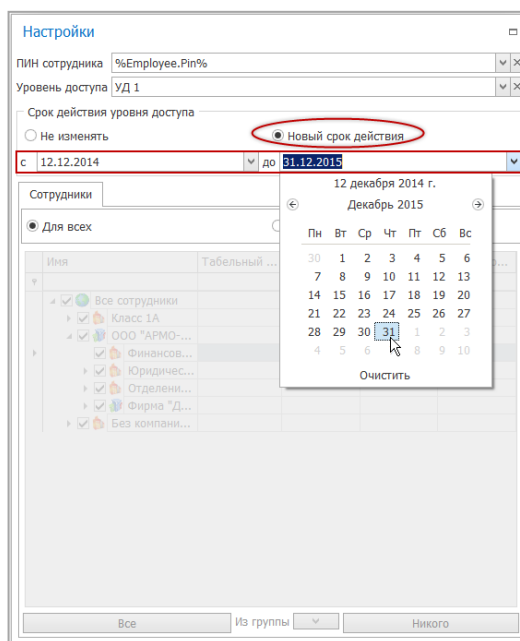 Настройки
ПИН сотрудника %Employee.Pin%
Уровень доступа УД 1
Срок действия уровня доступа
Не изменять Новый срок действия
с 12.12.2014 до 31.12.2015
12 декабря 2014 г.
Декабрь 2015
Пн Вт Ср Чт Пт Сб Вс
30 1 2 3 4 5 6
7 8 9 10 11 12 13
14 15 16 17 18 19 20
21 22 23 24 25 26 27
28 29 30 31 1 2 3
4 5 6 8 9 10
Очистить
Сотрудники
Для всех
Имя Табельный ...
Все сотрудники
Класс 1А
ООО "АРМО-...
Финансов...
Юридичес...
Отделени...
Фирма "Д...
Без компани...
Все Из группы Никого